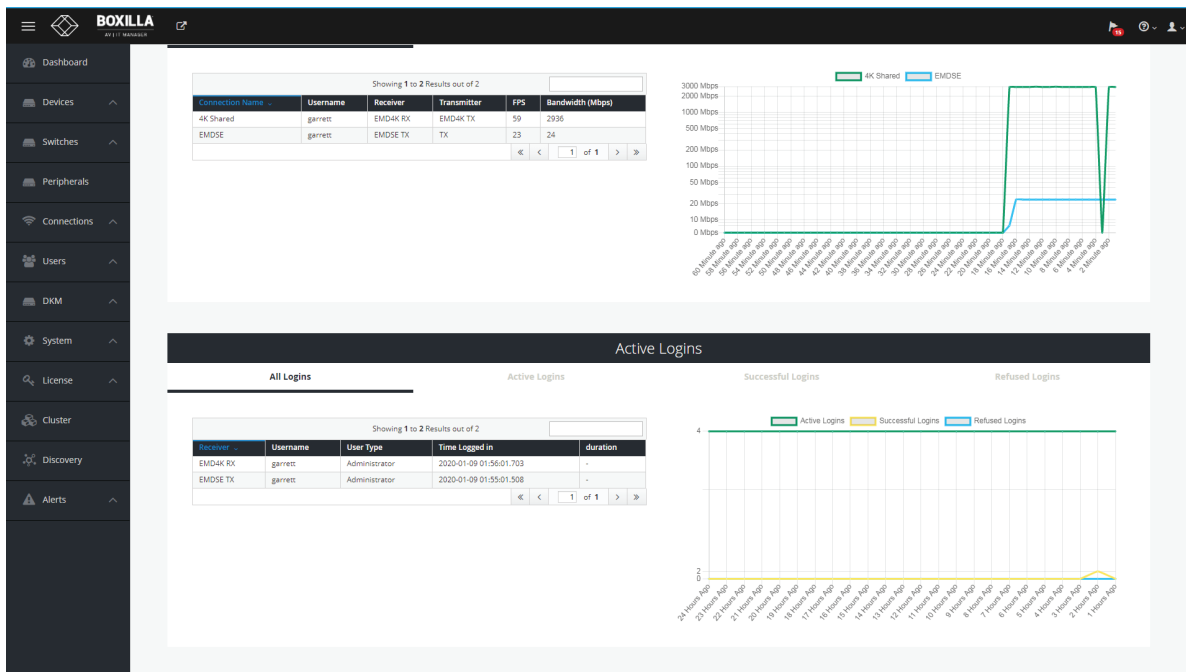 BOXILLA
AV | IT MANAGER
15
Dashboard
Devices
Switches
Peripherals
Connections
Users
DKM
System
License
Cluster
Discovery
Alerts
Showing 1 to 2 Results out of 2
Connection Name Username Receiver Transmitter FPS Bandwidth (Mbps)
4K Shared garrett EMD4K RX EMD4K TX 59 2936
EMDSE garrett EMDSE TX TX 23 24
1 of 1
4K Shared EMDSE
3000 Mbps
2000 Mbps
1000 Mbps
500 Mbps
200 Mbps
100 Mbps
50 Mbps
20 Mbps
10 Mbps
0 Mbps
60 Minute ago 58 Minute ago 56 Minute ago 54 Minute ago 52 Minute ago 50 Minute ago 48 Minute ago 46 Minute ago 44 Minute ago 42 Minute ago 40 Minute ago 38 Minute ago 36 Minute ago 34 Minute ago 32 Minute ago 30 Minute ago 28 Minute ago 26 Minute ago 24 Minute ago 22 Minute ago 20 Minute ago 18 Minute ago 16 Minute ago 14 Minute ago 12 Minute ago 10 Minute ago 8 Minute ago 6 Minute ago 4 Minute ago 2 Minute ago
Active Logins
All Logins Active Logins Successful Logins Refused Logins
Showing 1 to 2 Results out of 2
Receiver Username User Type Time Logged in duration
EMD4K RX garrett Administrator 2020-01-09 01:56:01.703 -
EMDSE TX garrett Administrator 2020-01-09 01:55:01.508 -
1 of 1
Active Logins Successful Logins Refused Logins
4
2
0
24 Hours Ago 23 Hours Ago 22 Hours Ago 21 Hours Ago 20 Hours Ago 19 Hours Ago 18 Hours Ago 17 Hours Ago 16 Hours Ago 15 Hours Ago 14 Hours Ago 13 Hours Ago 12 Hours Ago 11 Hours Ago 10 Hours Ago 9 Hours Ago 8 Hours Ago 7 Hours Ago 6 Hours Ago 5 Hours Ago 4 Hours Ago 3 Hours Ago 2 Hours Ago 1 Hours Ago